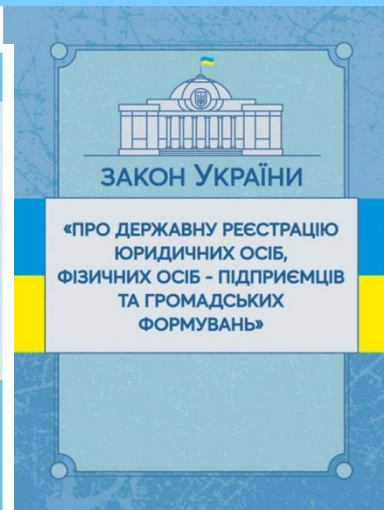 ЗАКОН УКРАЇНИ
«ПРО ДЕРЖАВНУ РЕЄСТРАЦІЮ
ЮРИДИЧНИХ ОСІБ,
ФІЗИЧНИХ ОСІБ - ПІДПРИЄМЦІВ
ТА ГРОМАДСЬКИХ
ФОРМУВАНЬ»